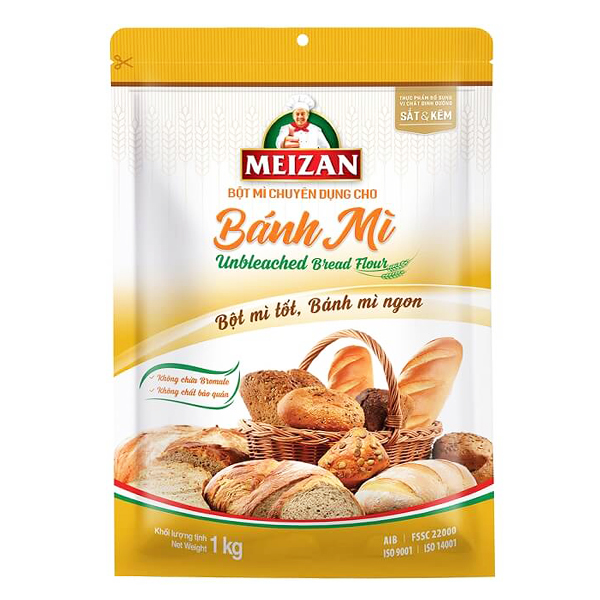 THỰC PHẨM BỔ SUNG
VI CHẤT DINH DƯỠNG
SẮT & KẼM
MEIZAN
BỘT MÌ CHUYÊN DỤNG CHO
Bánh Mì
Unbleached Bread Flour
Bột mì tốt, Bánh mì ngon
Không chứa Bromate
Không chất bảo quản
Khối lượng tịnh
Net Weight 1 kg
AIB | FSSC 22000
ISO 9001 | ISO 14001